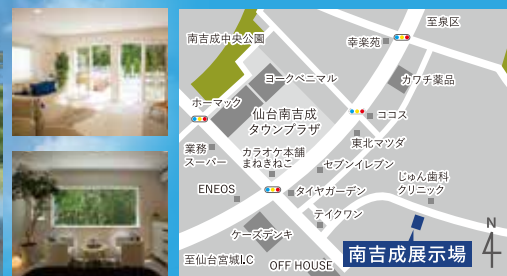 至泉区
南吉成中央公園
幸楽苑
ヨークベニマル
カワチ薬品
ホーマック
仙台南吉成
タウンプラザ
ココス
東北マツダ
業務
スーパー
カラオケ本舗
まねきねこ
セブンイレブン
じゅん歯科
クリニック
ENEOS
タイヤガーデン
テイクワン
ケーズデンキ
南吉成展示場
N
4
至仙台宮城I.C
OFF HOUSE